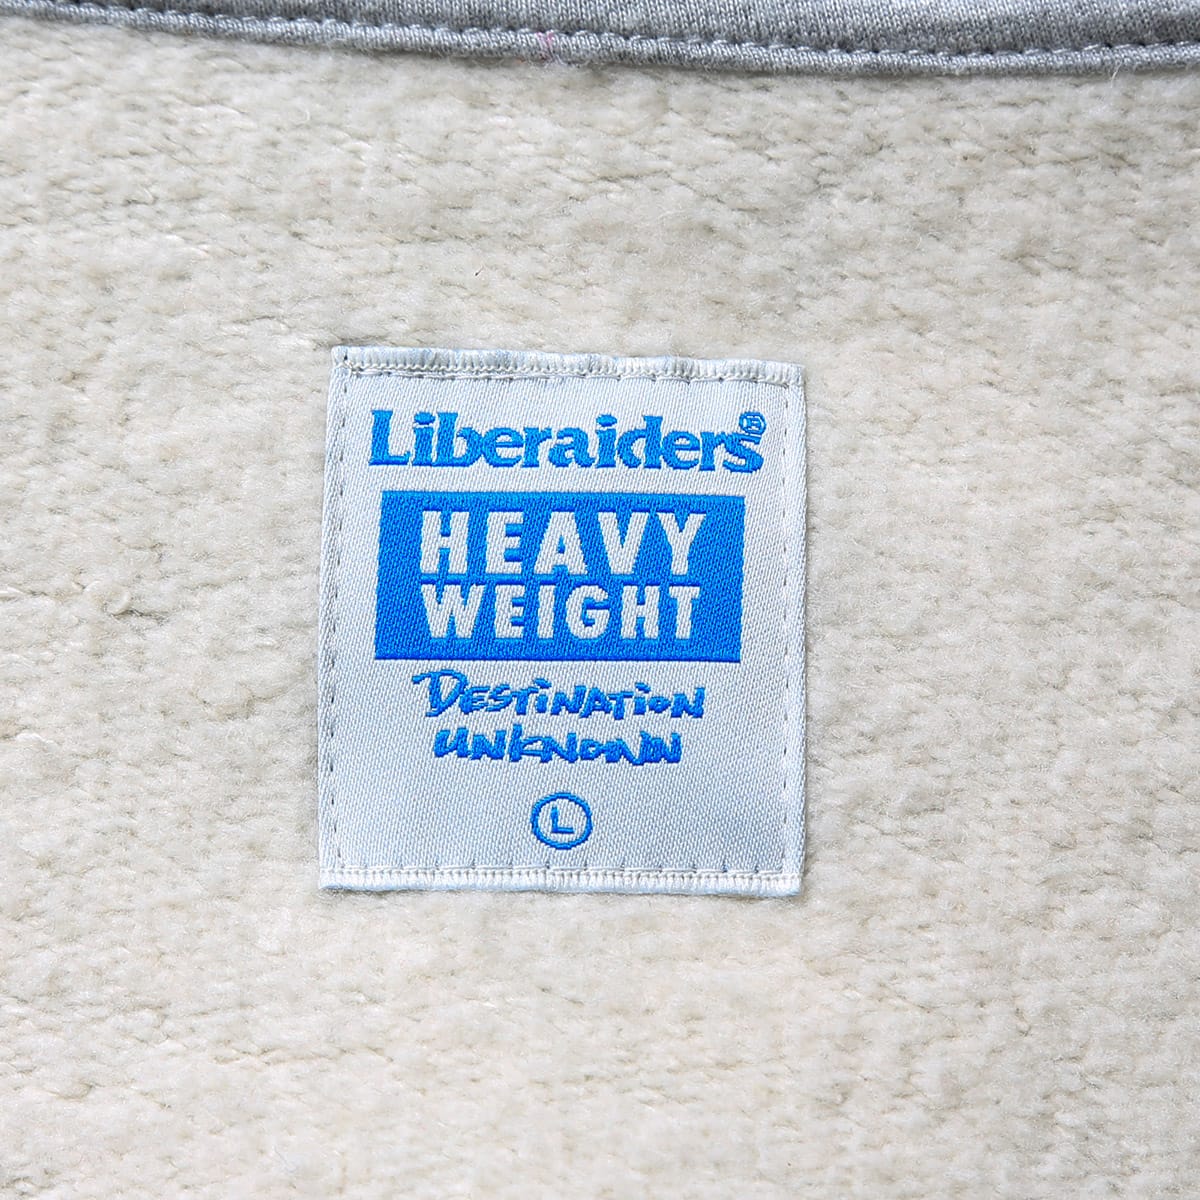 Liberaiders®
HEAVY
WEIGHT
DESTINATION
UNKNOWN
L